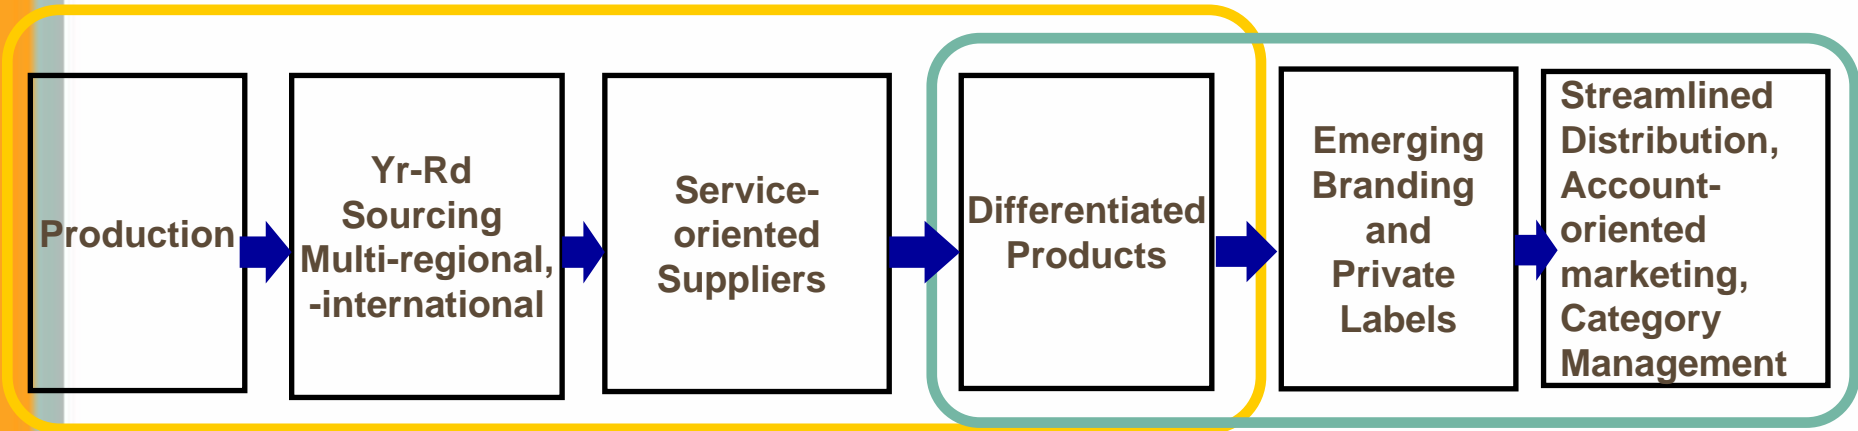 Production
Yr-Rd
Sourcing
Multi-regional,
-international
Service-
oriented
Suppliers
Differentiated
Products
Emerging
Branding
and
Private
Labels
Streamlined
Distribution,
Account-
oriented
marketing,
Category
Management